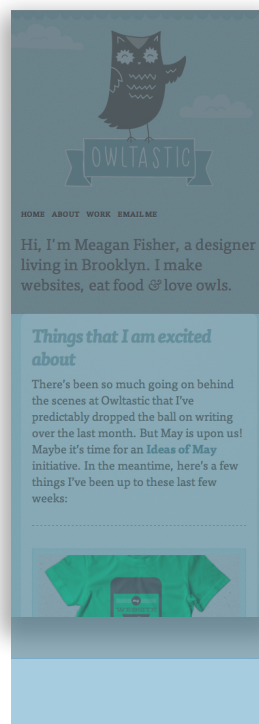 OWLTASTIC
HOME ABOUT WORK EMAIL ME
Hi, I'm Meagan Fisher, a designer
living in Brooklyn. I make
websites, eat food & love owls.
Things that I am excited
about
There's been so much going on behind
the scenes at Owltastic that I've
predictably dropped the ball on writing
over the last month. But May is upon us!
Maybe it's time for an Ideas of May
initiative. In the meantime, here's a few
things I've been up to these last few
weeks: